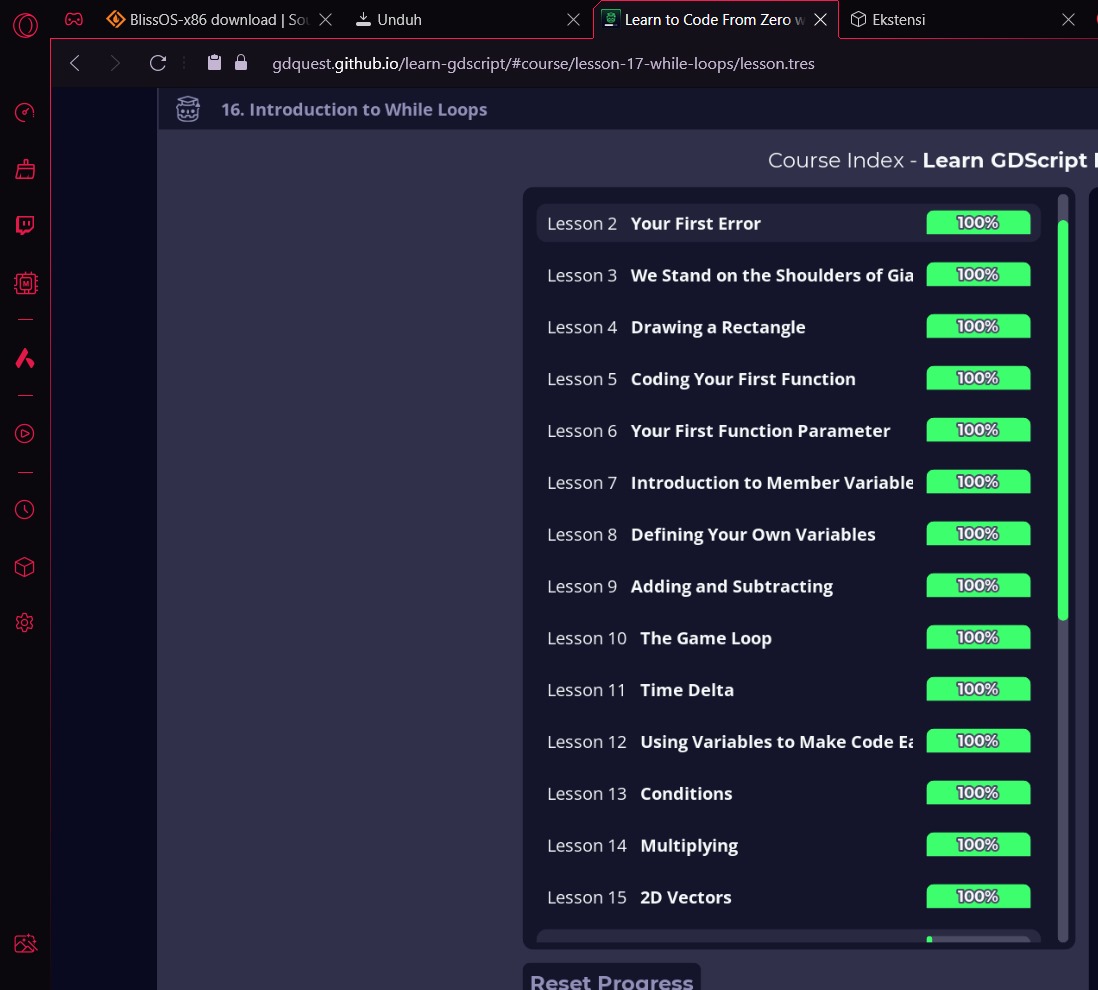 BlissOS-x86 download | Sou
Unduh
Learn to Code From Zero w
Ekstensi
gdquest.github.io/learn-gdscript/#course/lesson-17-while-loops/lesson.tres
16. Introduction to While Loops
Course Index - Learn GDScript
Lesson 2 Your First Error 100%
Lesson 3 We Stand on the Shoulders of Gia 100%
Lesson 4 Drawing a Rectangle 100%
Lesson 5 Coding Your First Function 100%
Lesson 6 Your First Function Parameter 100%
Lesson 7 Introduction to Member Variable 100%
Lesson 8 Defining Your Own Variables 100%
Lesson 9 Adding and Subtracting 100%
Lesson 10 The Game Loop 100%
Lesson 11 Time Delta 100%
Lesson 12 Using Variables to Make Code Ea 100%
Lesson 13 Conditions 100%
Lesson 14 Multiplying 100%
Lesson 15 2D Vectors 100%
Reset Progress